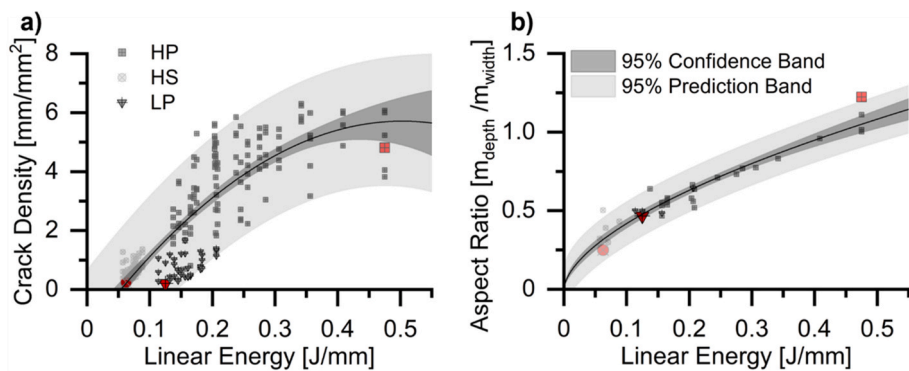 a)
Crack Density [mm/mm²]
8
6
4
2
0
HP
HS
LP
0 0.1 0.2 0.3 0.4 0.5
Linear Energy [J/mm]
b)
Aspect Ratio [m_depth /m_width]
1.5
1.0
0.5
0.0
95% Confidence Band
95% Prediction Band
0 0.1 0.2 0.3 0.4 0.5
Linear Energy [J/mm]